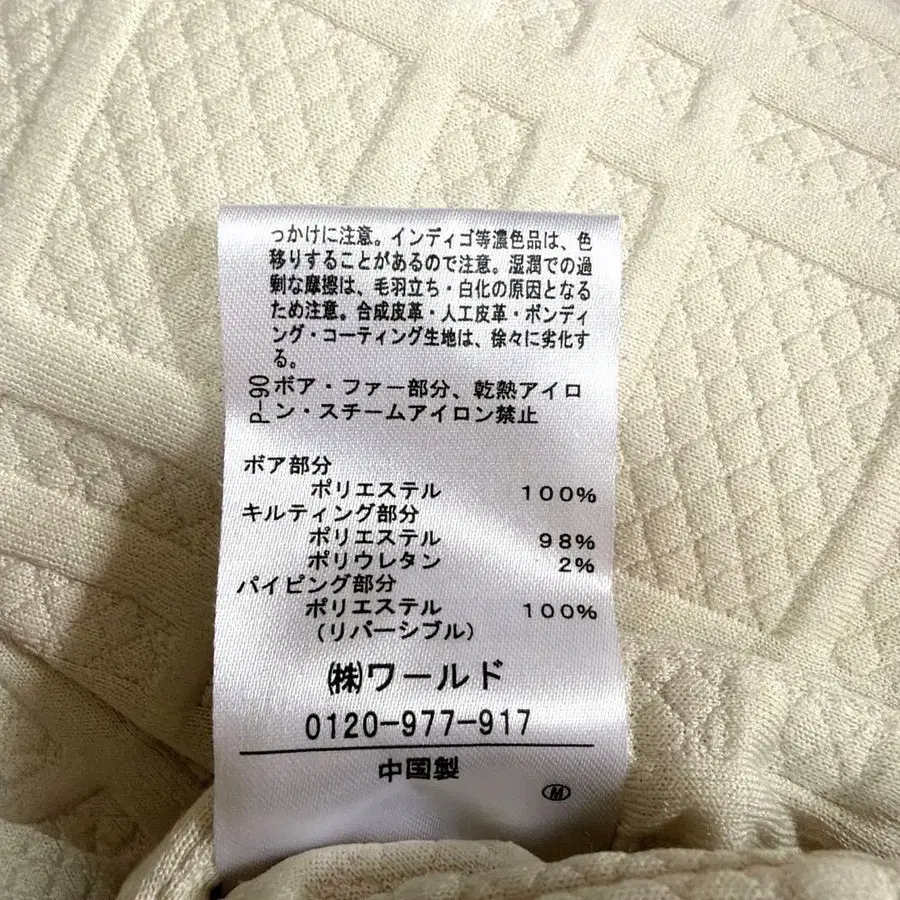 っかけに注意。インディゴ等濃色品は、色
移りすることがあるので注意。湿潤での過
剰な摩擦は、毛羽立ち・白化の原因となる
ため注意。合成皮革・人工皮革・ボンディ
ング・コーティング生地は、徐々に劣化す
る。
P-90 ボア・ファー部分、乾熱アイロ
ン・スチームアイロン禁止
ボア部分
ポリエステル 100%
キルティング部分
ポリエステル 98%
ポリウレタン 2%
パイピング部分
ポリエステル 100%
(リバーシブル)
㈱ワールド
0120-977-917
中国製
Ⓜ